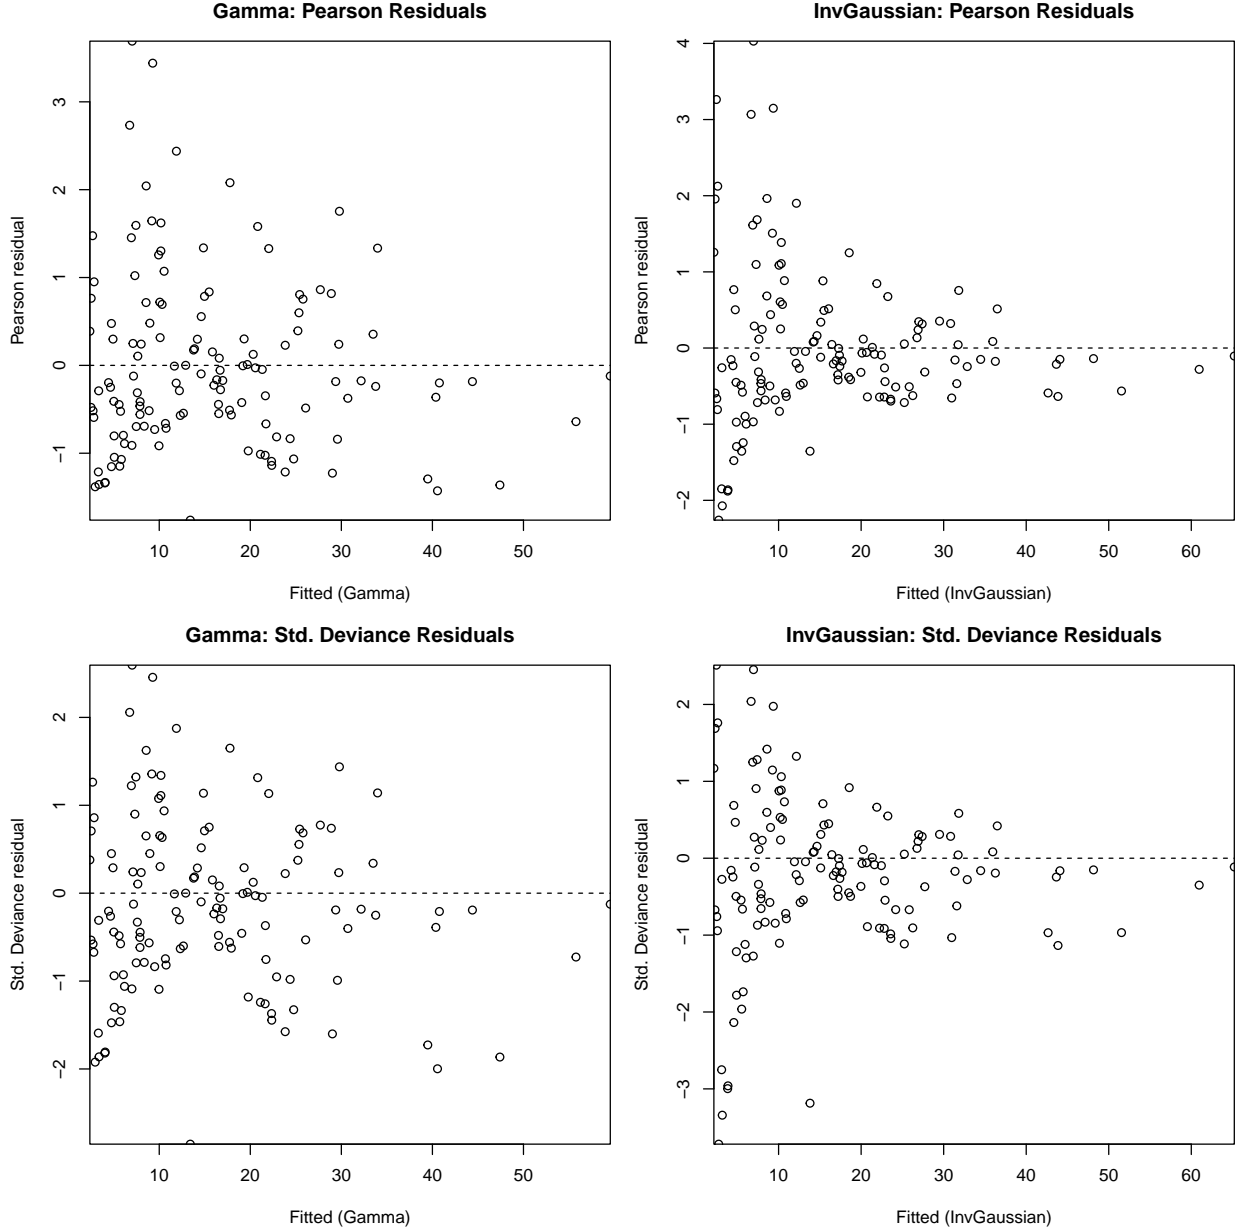 Gamma: Pearson Residuals
Pearson residual
3
2
1
0
−1
10 20 30 40 50
Fitted (Gamma)
InvGaussian: Pearson Residuals
Pearson residual
4
3
2
1
0
−1
−2
10 20 30 40 50 60
Fitted (InvGaussian)
Gamma: Std. Deviance Residuals
Std. Deviance residual
2
1
0
−1
−2
10 20 30 40 50
Fitted (Gamma)
InvGaussian: Std. Deviance Residuals
Std. Deviance residual
2
1
0
−1
−2
−3
10 20 30 40 50 60
Fitted (InvGaussian)